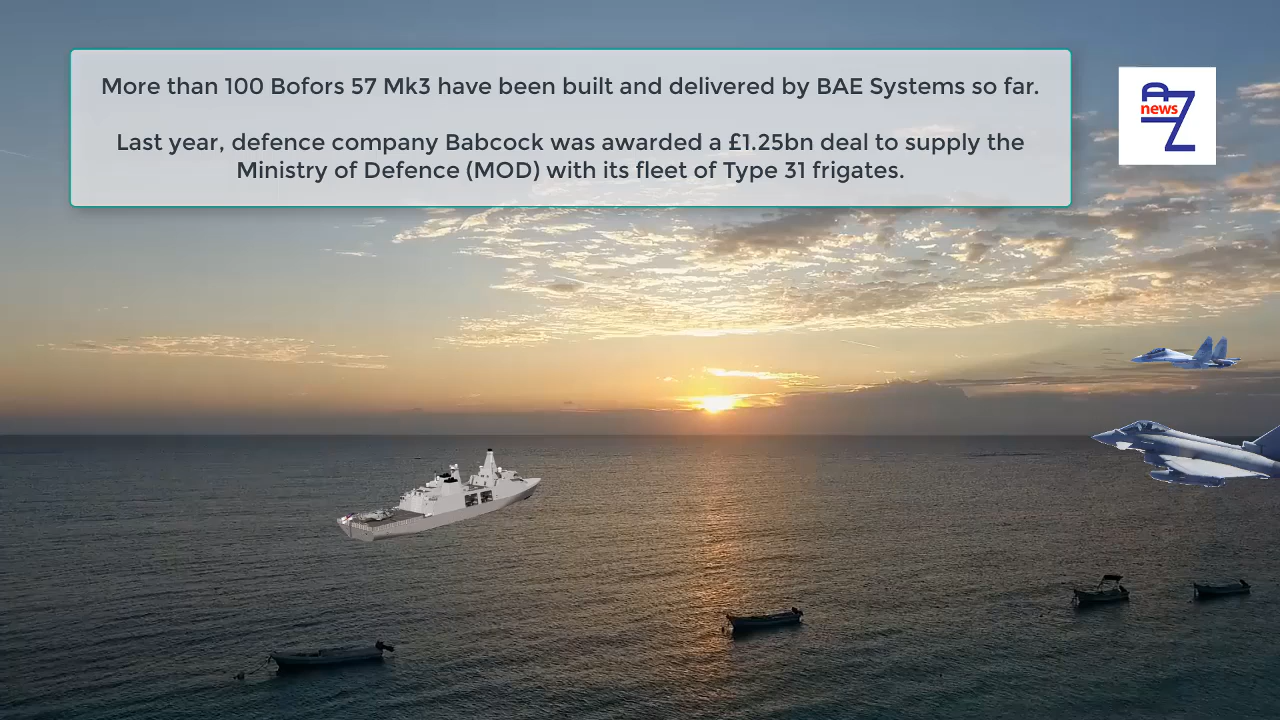 More than 100 Bofors 57 Mk3 have been built and delivered by BAE Systems so far.
Last year, defence company Babcock was awarded a £1.25bn deal to supply the
Ministry of Defence (MOD) with its fleet of Type 31 frigates.
A
news
Z